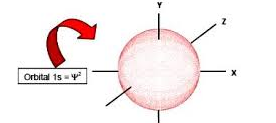 Y
Z
Orbital 1s = Ψ²
X